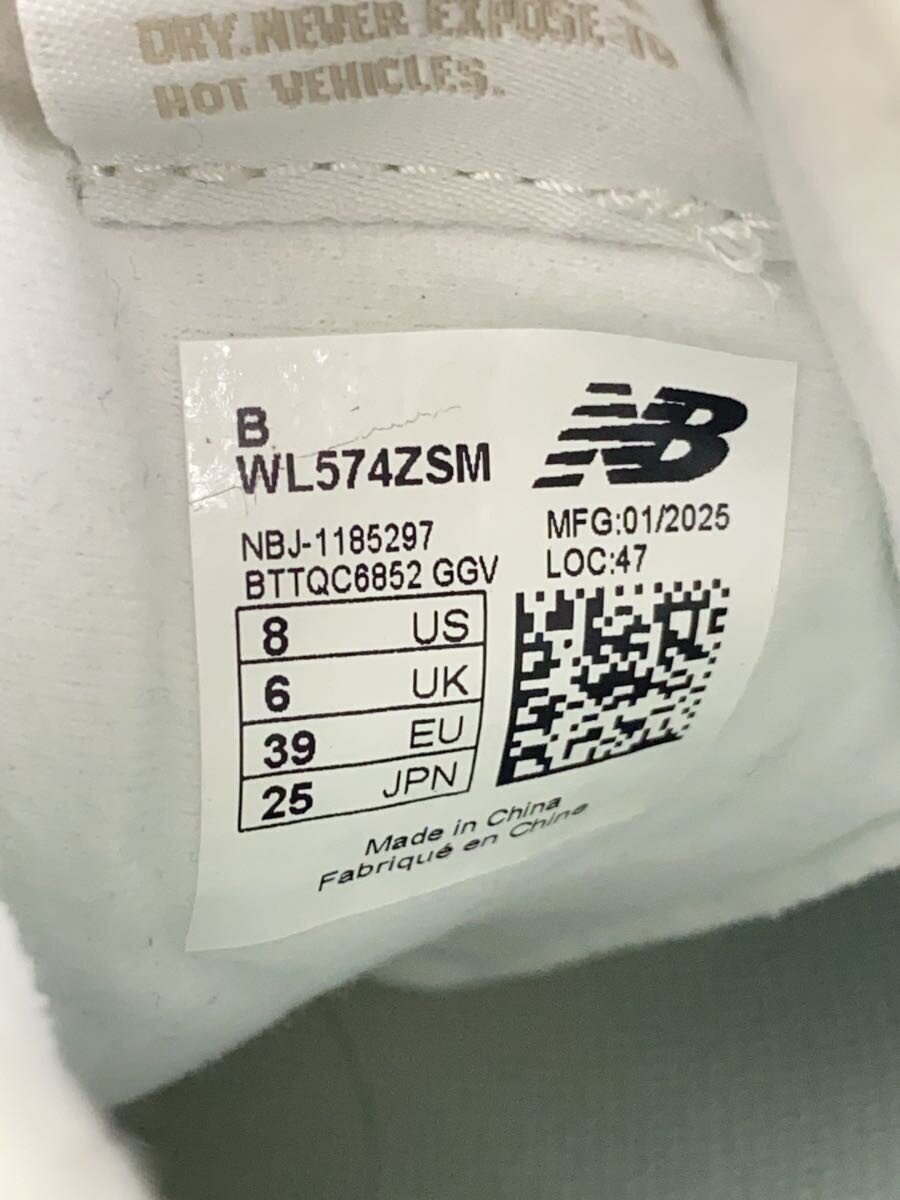 DRY.NEVER EXPOSE TO
HOT VEHICLES.
B
WL574ZSM
NB
NBJ-1185297
BTTQC6852 GGV
MFG:01/2025
LOC:47
8 US
6 UK
39 EU
25 JPN
Made in China
Fabriqué en Chine